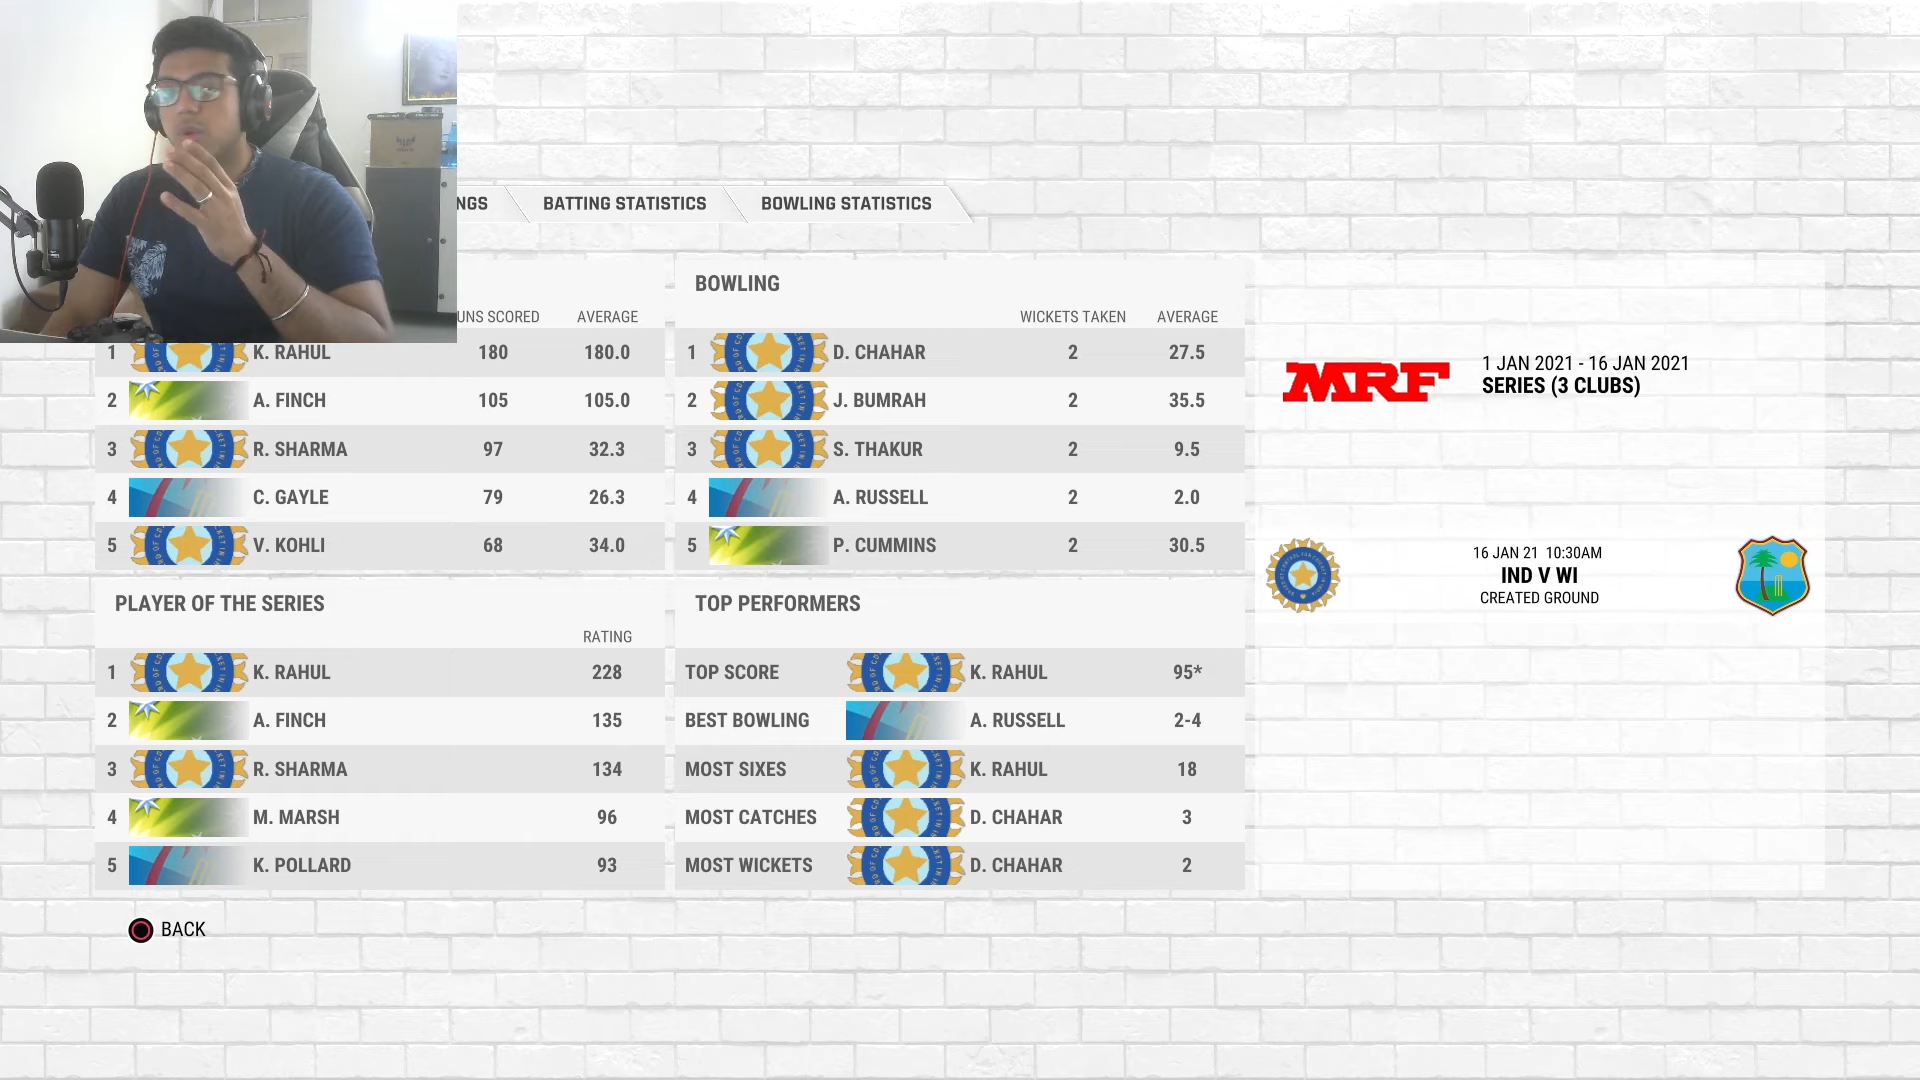 NGS BATTING STATISTICS BOWLING STATISTICS
UNS SCORED AVERAGE
1 K. RAHUL 180 180.0
2 A. FINCH 105 105.0
3 R. SHARMA 97 32.3
4 C. GAYLE 79 26.3
5 V. KOHLI 68 34.0
BOWLING
WICKETS TAKEN AVERAGE
1 D. CHAHAR 2 27.5
2 J. BUMRAH 2 35.5
3 S. THAKUR 2 9.5
4 A. RUSSELL 2 2.0
5 P. CUMMINS 2 30.5
PLAYER OF THE SERIES
RATING
1 K. RAHUL 228
2 A. FINCH 135
3 R. SHARMA 134
4 M. MARSH 96
5 K. POLLARD 93
TOP PERFORMERS
TOP SCORE K. RAHUL 95*
BEST BOWLING A. RUSSELL 2-4
MOST SIXES K. RAHUL 18
MOST CATCHES D. CHAHAR 3
MOST WICKETS D. CHAHAR 2
MRF
1 JAN 2021 - 16 JAN 2021
SERIES (3 CLUBS)
16 JAN 21 10:30AM
IND V WI
CREATED GROUND
BACK